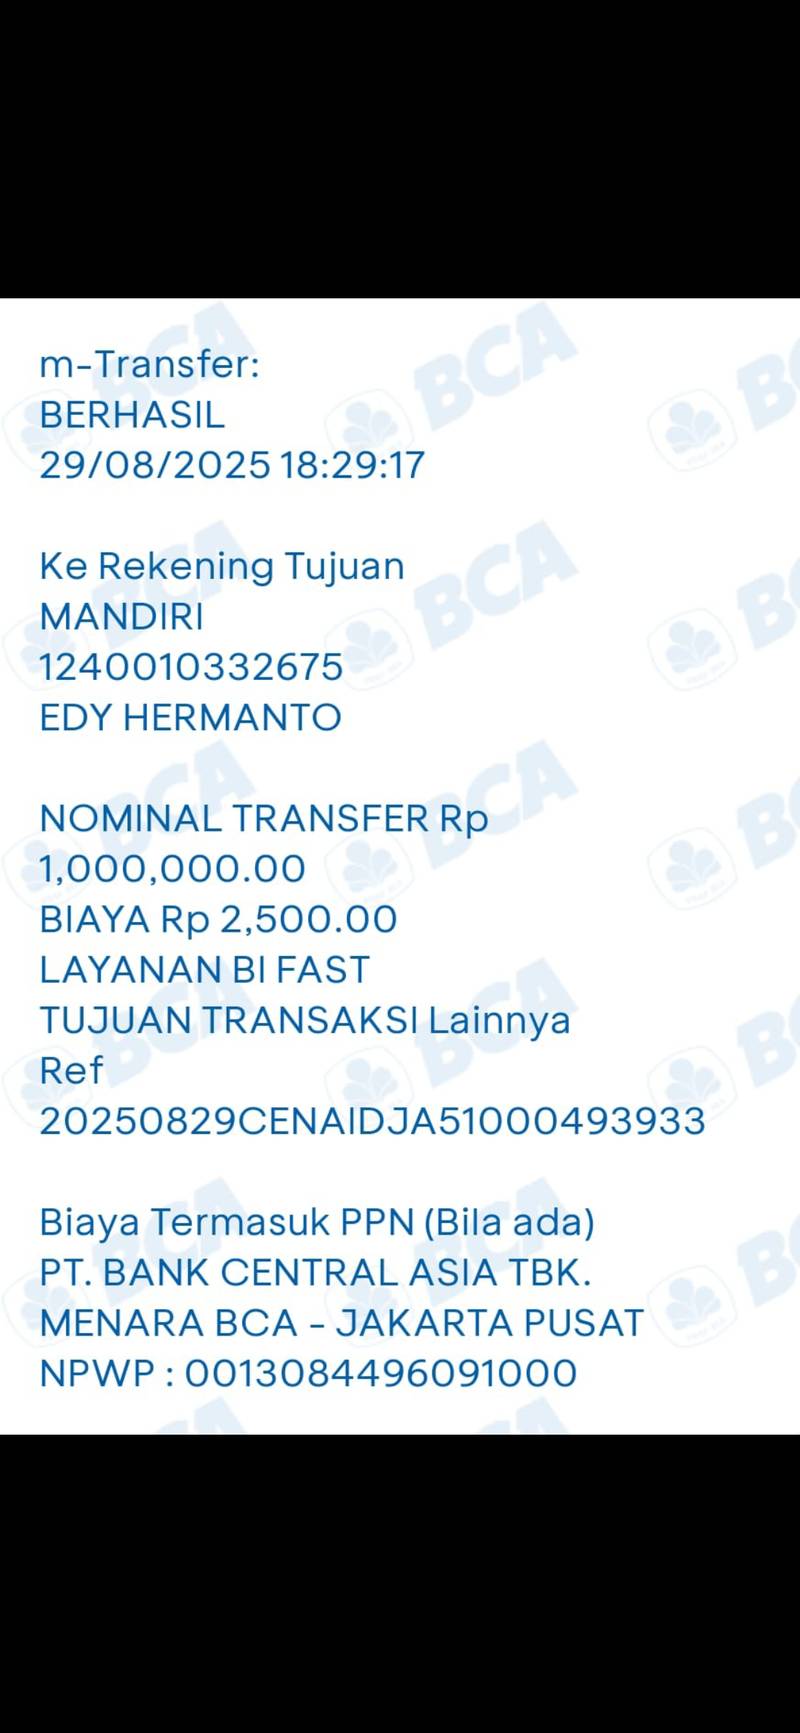 m-Transfer:
BERHASIL
29/08/2025 18:29:17
Ke Rekening Tujuan
MANDIRI
1240010332675
EDY HERMANTO
NOMINAL TRANSFER Rp
1,000,000.00
BIAYA Rp 2,500.00
LAYANAN BI FAST
TUJUAN TRANSAKSI Lainnya
Ref
20250829CENAIDJA51000493933
Biaya Termasuk PPN (Bila ada)
PT. BANK CENTRAL ASIA TBK.
MENARA BCA - JAKARTA PUSAT
NPWP : 0013084496091000